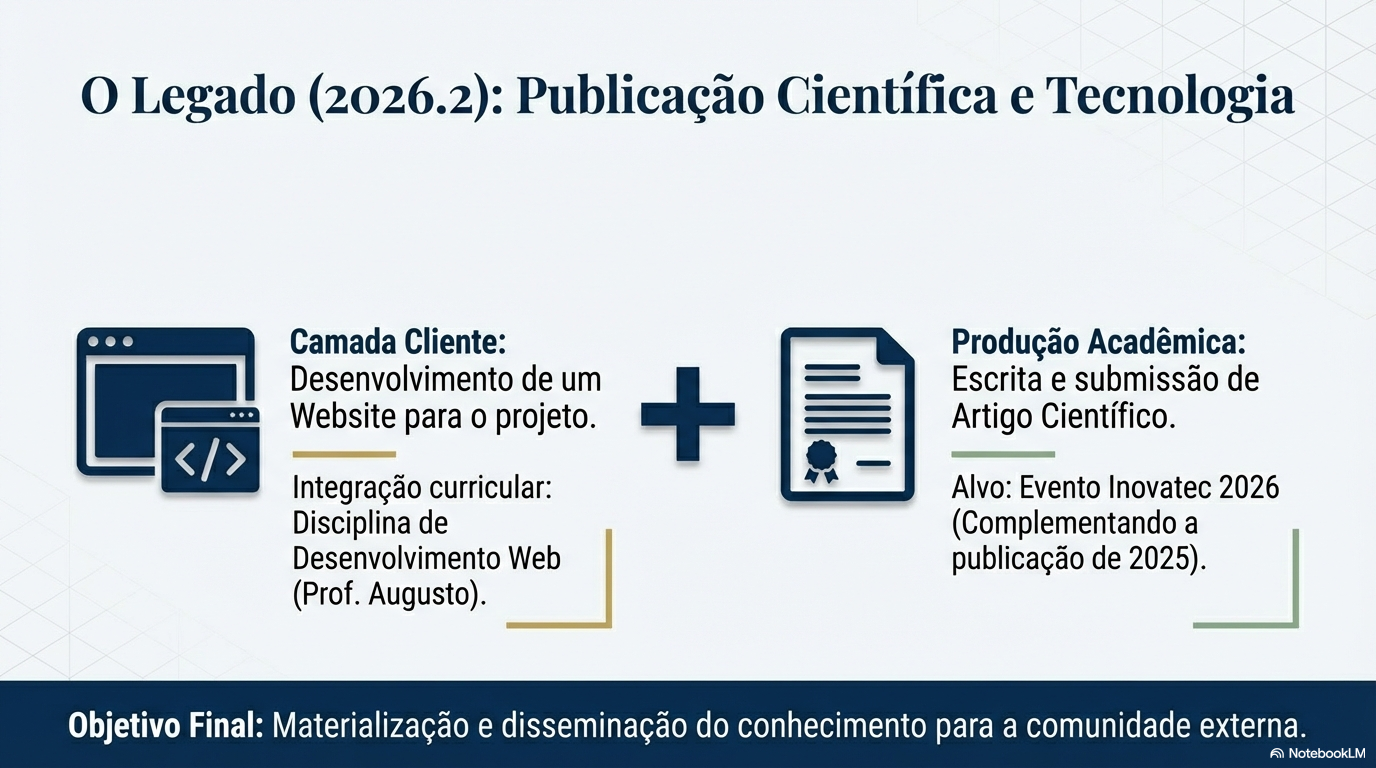 O Legado (2026.2): Publicação Científica e Tecnologia
Camada Cliente:
Desenvolvimento de um
Website para o projeto.
Integração curricular:
Disciplina de
Desenvolvimento Web
(Prof. Augusto).
</>
Produção Acadêmica:
Escrita e submissão de
Artigo Científico.
Alvo: Evento Inovatec 2026
(Complementando a
publicação de 2025).
Objetivo Final: Materialização e disseminação do conhecimento para a comunidade externa.
NotebookLM